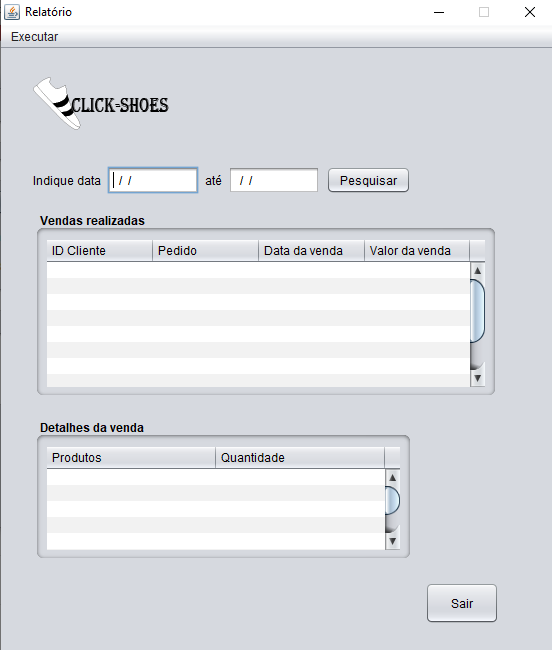 Relatório
Executar
CLICK-SHOES
Indique data / / até / / Pesquisar
Vendas realizadas
ID Cliente Pedido Data da venda Valor da venda
Detalhes da venda
Produtos Quantidade
Sair